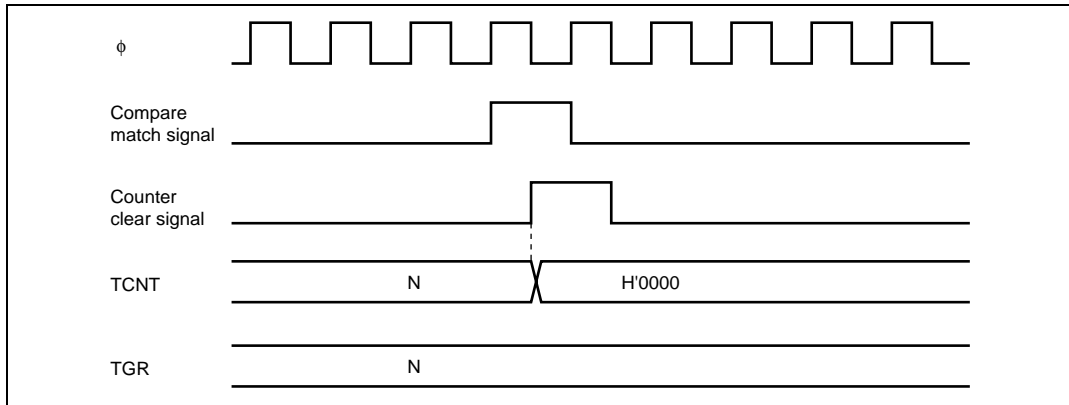 ϕ
Compare
match signal
Counter
clear signal
TCNT N H'0000
TGR N